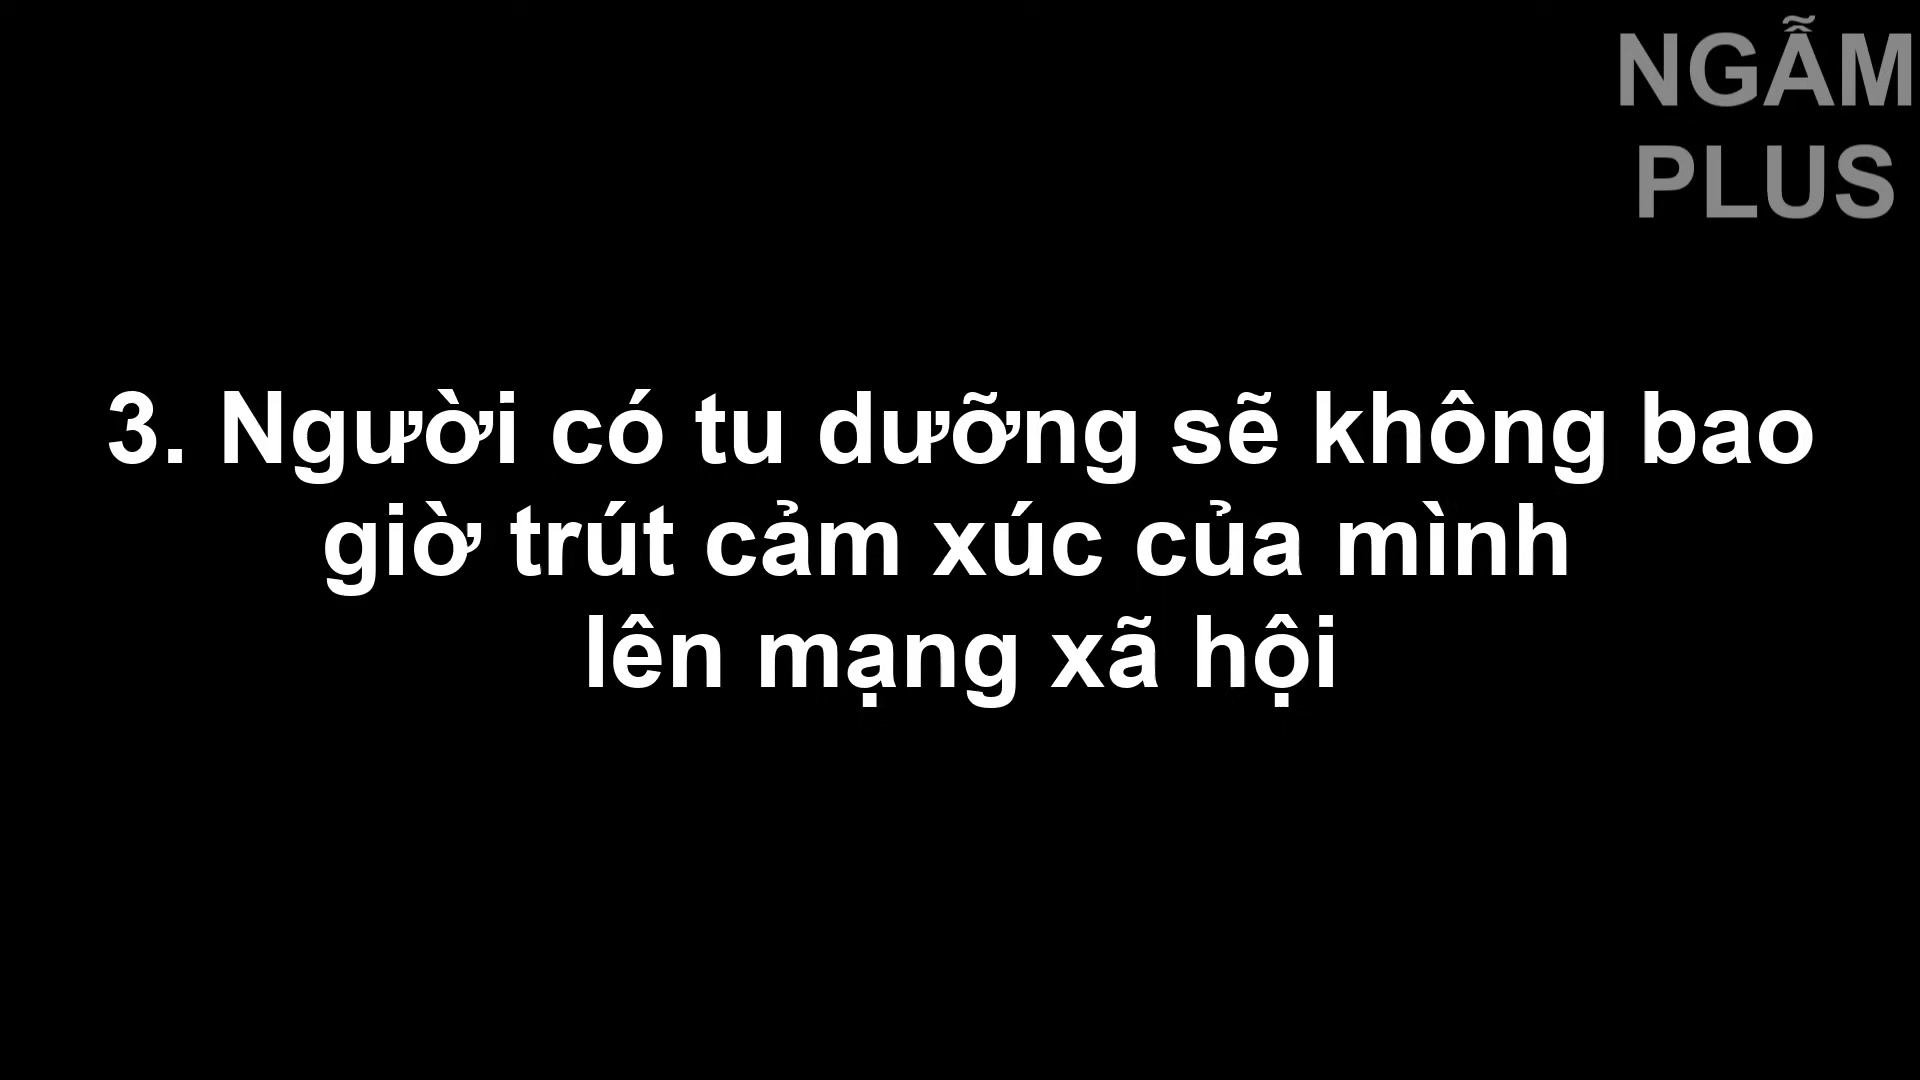 NGẪM
PLUS
3. Người có tu dưỡng sẽ không bao
giờ trút cảm xúc của mình
lên mạng xã hội